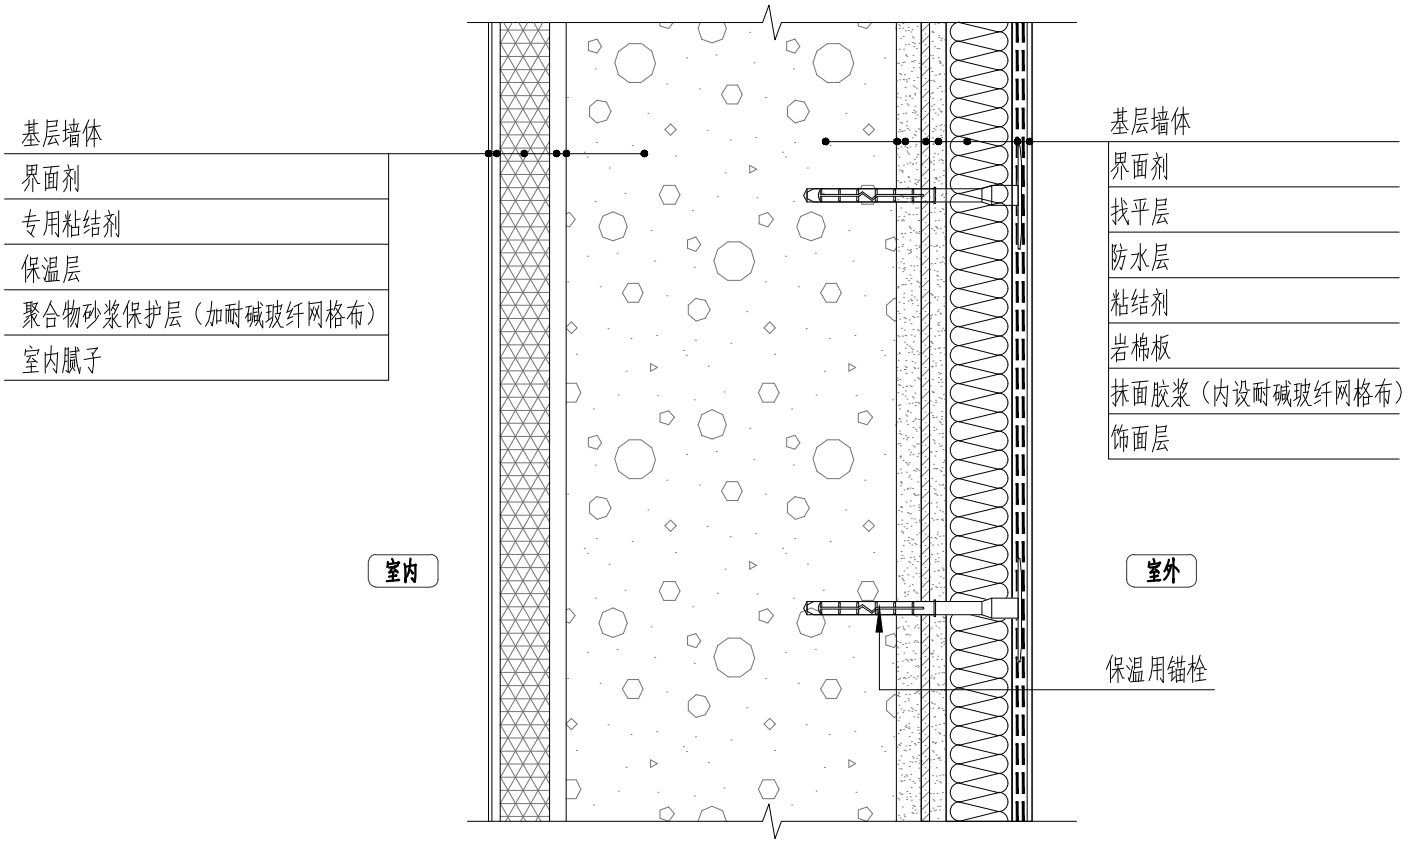 基层墙体
界面剂
专用粘结剂
保温层
聚合物砂浆保护层（加耐碱玻纤网格布）
室内腻子
室内
基层墙体
界面剂
找平层
防水层
粘结剂
岩棉板
抹面胶浆（内设耐碱玻纤网格布）
饰面层
室外
保温用锚栓